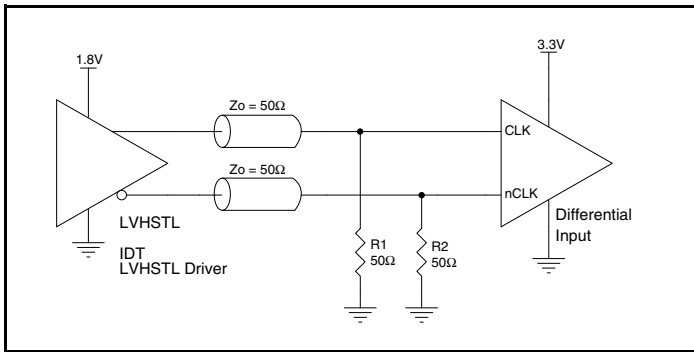 1.8V
3.3V
Zo = 50Ω
CLK
Zo = 50Ω
nCLK
LVHSTL
IDT
LVHSTL Driver
R1
50Ω
R2
50Ω
Differential
Input